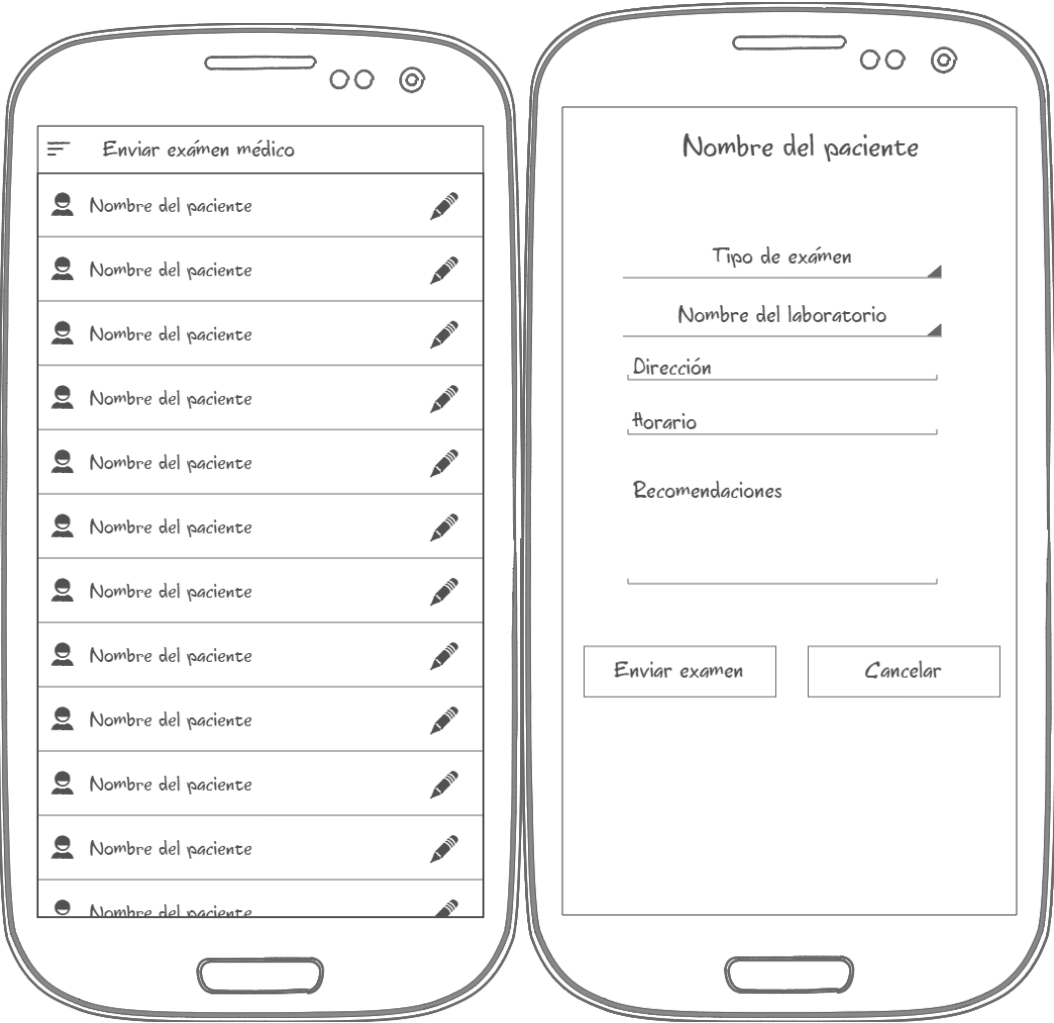 Enviar exámen médico
Nombre del paciente
Nombre del paciente
Nombre del paciente
Nombre del paciente
Nombre del paciente
Nombre del paciente
Nombre del paciente
Nombre del paciente
Nombre del paciente
Nombre del paciente
Nombre del paciente
Nombre del paciente
Nombre del paciente
Tipo de exámen
Nombre del laboratorio
Dirección
Horario
Recomendaciones
Enviar examen
Cancelar